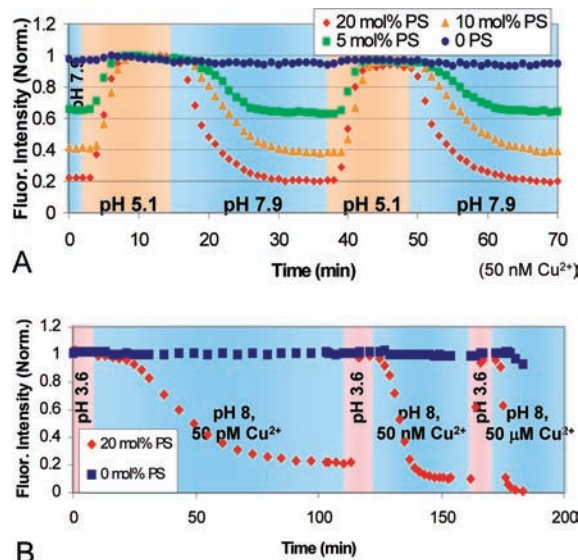 20 mol% PS 10 mol% PS
5 mol% PS 0 PS
Fluor. Intensity (Norm.)
1.2
1
0.8
0.6
0.4
0.2
0
pH 7.9
pH 5.1
pH 7.9
pH 5.1
pH 7.9
0 10 20 30 40 50 60 70
A
Time (min)
(50 nM Cu²⁺)
Fluor. Intensity (Norm.)
1.2
1
0.8
0.6
0.4
0.2
0
pH 3.6
pH 8,
50 pM Cu²⁺
pH 3.6
pH 8,
50 nM Cu²⁺
pH 3.6
pH 8,
50 µM Cu²⁺
20 mol% PS
0 mol% PS
0 50 100 150 200
B
Time (min)